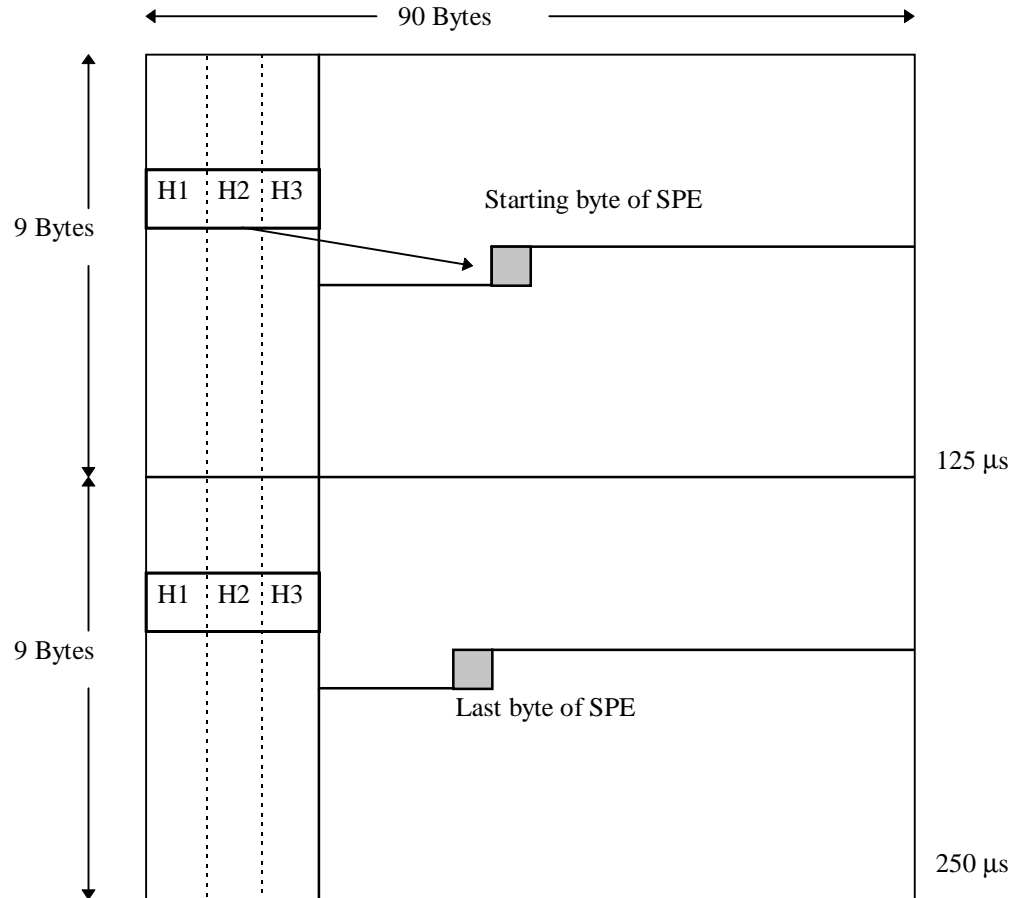 90 Bytes
H1 H2 H3
Starting byte of SPE
9 Bytes
125 μs
H1 H2 H3
9 Bytes
Last byte of SPE
250 μs